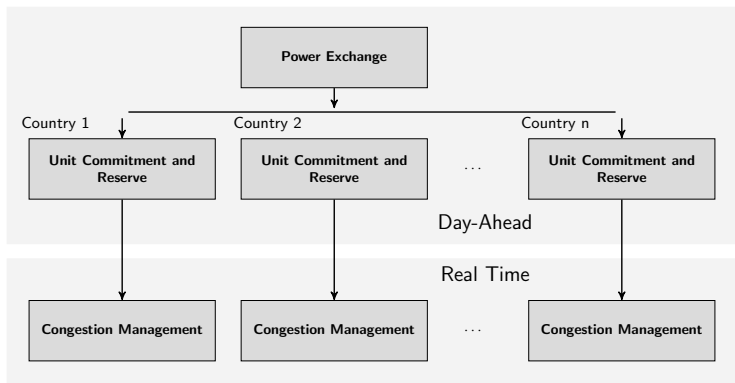 Power Exchange
Country 1
Country 2
Country n
Unit Commitment and
Reserve
Unit Commitment and
Reserve
. . .
Unit Commitment and
Reserve
Day-Ahead
Real Time
Congestion Management
Congestion Management
. . .
Congestion Management